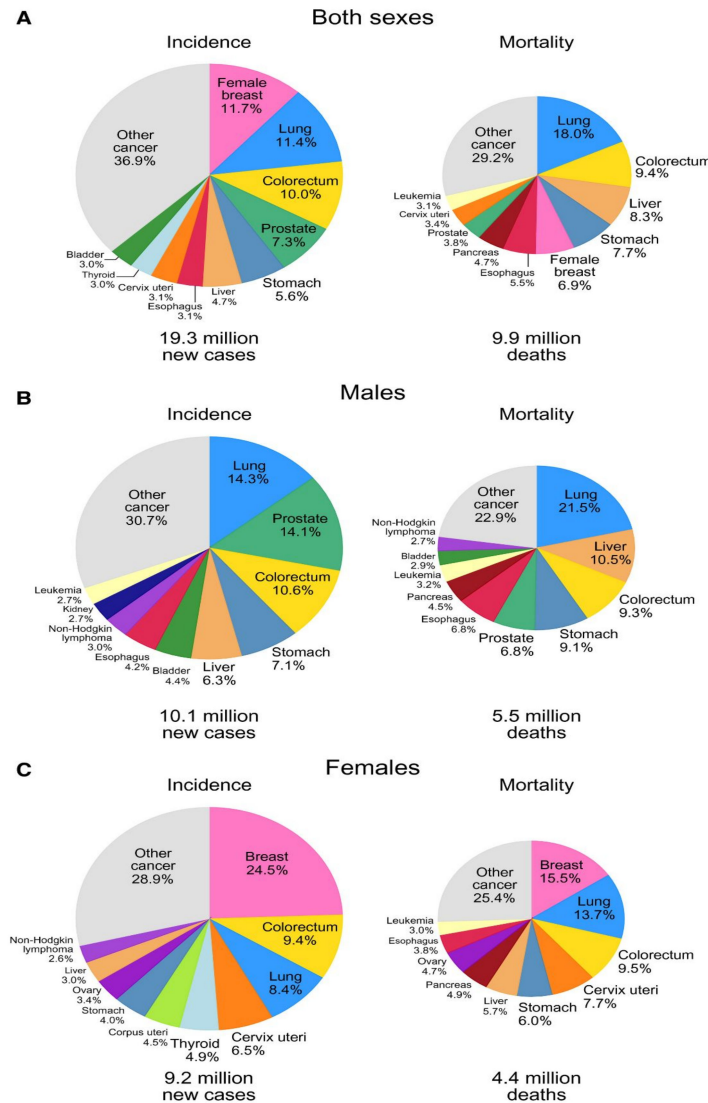 A
Both sexes
Incidence
Mortality
Female
breast
11.7%
Lung
11.4%
Colorectum
10.0%
Prostate
7.3%
Stomach
5.6%
Liver
4.7%
Esophagus
3.1%
Cervix uteri
3.1%
Thyroid
3.0%
Bladder
3.0%
Other
cancer
36.9%
19.3 million
new cases
Lung
18.0%
Colorectum
9.4%
Liver
8.3%
Stomach
7.7%
Female
breast
6.9%
Esophagus
5.5%
Pancreas
4.7%
Prostate
3.8%
Cervix uteri
3.4%
Leukemia
3.1%
Other
cancer
29.2%
9.9 million
deaths
B
Males
Incidence
Mortality
Lung
14.3%
Prostate
14.1%
Colorectum
10.6%
Stomach
7.1%
Liver
6.3%
Bladder
4.4%
Esophagus
4.2%
Non-Hodgkin
lymphoma
3.0%
Kidney
2.7%
Leukemia
2.7%
Other
cancer
30.7%
10.1 million
new cases
Lung
21.5%
Liver
10.5%
Colorectum
9.3%
Stomach
9.1%
Prostate
6.8%
Esophagus
6.8%
Pancreas
4.5%
Leukemia
3.2%
Bladder
2.9%
Non-Hodgkin
lymphoma
2.7%
Other
cancer
22.9%
5.5 million
deaths
C
Females
Incidence
Mortality
Breast
24.5%
Colorectum
9.4%
Lung
8.4%
Cervix uteri
6.5%
Thyroid
4.9%
Corpus uteri
4.5%
Stomach
4.0%
Ovary
3.4%
Liver
3.0%
Non-Hodgkin
lymphoma
2.6%
Other
cancer
28.9%
9.2 million
new cases
Breast
15.5%
Lung
13.7%
Colorectum
9.5%
Cervix uteri
7.7%
Stomach
6.0%
Liver
5.7%
Pancreas
4.9%
Ovary
4.7%
Esophagus
3.8%
Leukemia
3.0%
Other
cancer
25.4%
4.4 million
deaths